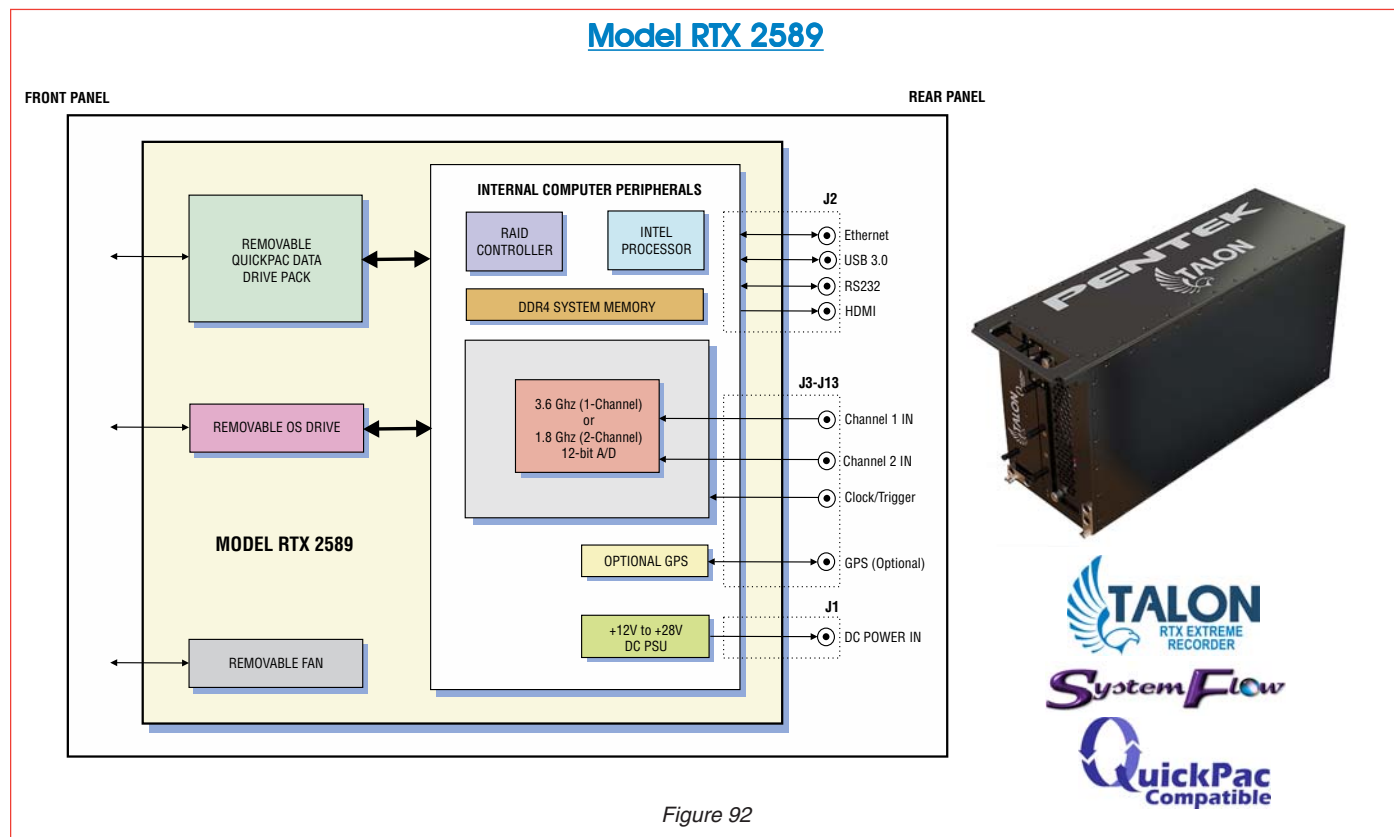 Model RTX 2589
FRONT PANEL
REAR PANEL
INTERNAL COMPUTER PERIPHERALS
RAID
CONTROLLER
INTEL
PROCESSOR
DDR4 SYSTEM MEMORY
REMOVABLE
QUICKPAC DATA
DRIVE PACK
J2
Ethernet
USB 3.0
RS232
HDMI
REMOVABLE OS DRIVE
3.6 Ghz (1-Channel)
or
1.8 Ghz (2-Channel)
12-bit A/D
J3-J13
Channel 1 IN
Channel 2 IN
Clock/Trigger
MODEL RTX 2589
OPTIONAL GPS
GPS (Optional)
J1
+12V to +28V
DC PSU
DC POWER IN
REMOVABLE FAN
PENTEK
TALON
TALON
TALON
RTX EXTREME
RECORDER
SystemFlow
QuickPac
Compatible
Figure 92